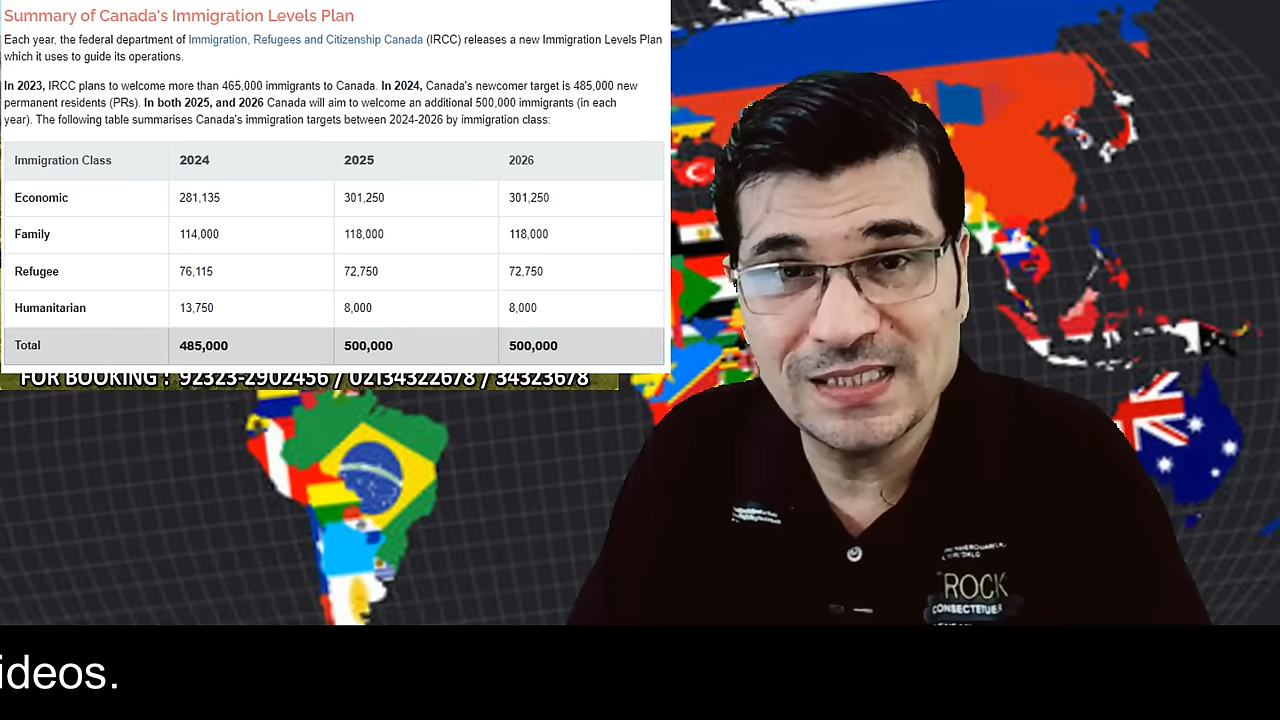 Summary of Canada's Immigration Levels Plan
Each year, the federal department of Immigration, Refugees and Citizenship Canada (IRCC) releases a new Immigration Levels Plan
which it uses to guide its operations.
In 2023, IRCC plans to welcome more than 465,000 immigrants to Canada. In 2024, Canada's newcomer target is 485,000 new
permanent residents (PRs). In both 2025, and 2026 Canada will aim to welcome an additional 500,000 immigrants (in each
year). The following table summarises Canada's immigration targets between 2024-2026 by immigration class:
Immigration Class 2024 2025 2026
Economic 281,135 301,250 301,250
Family 114,000 118,000 118,000
Refugee 76,115 72,750 72,750
Humanitarian 13,750 8,000 8,000
Total 485,000 500,000 500,000
FOR BOOKING : 92323-2902456 / 02134322678 / 34323678
ROCK
CONSECTETUER
ideos.